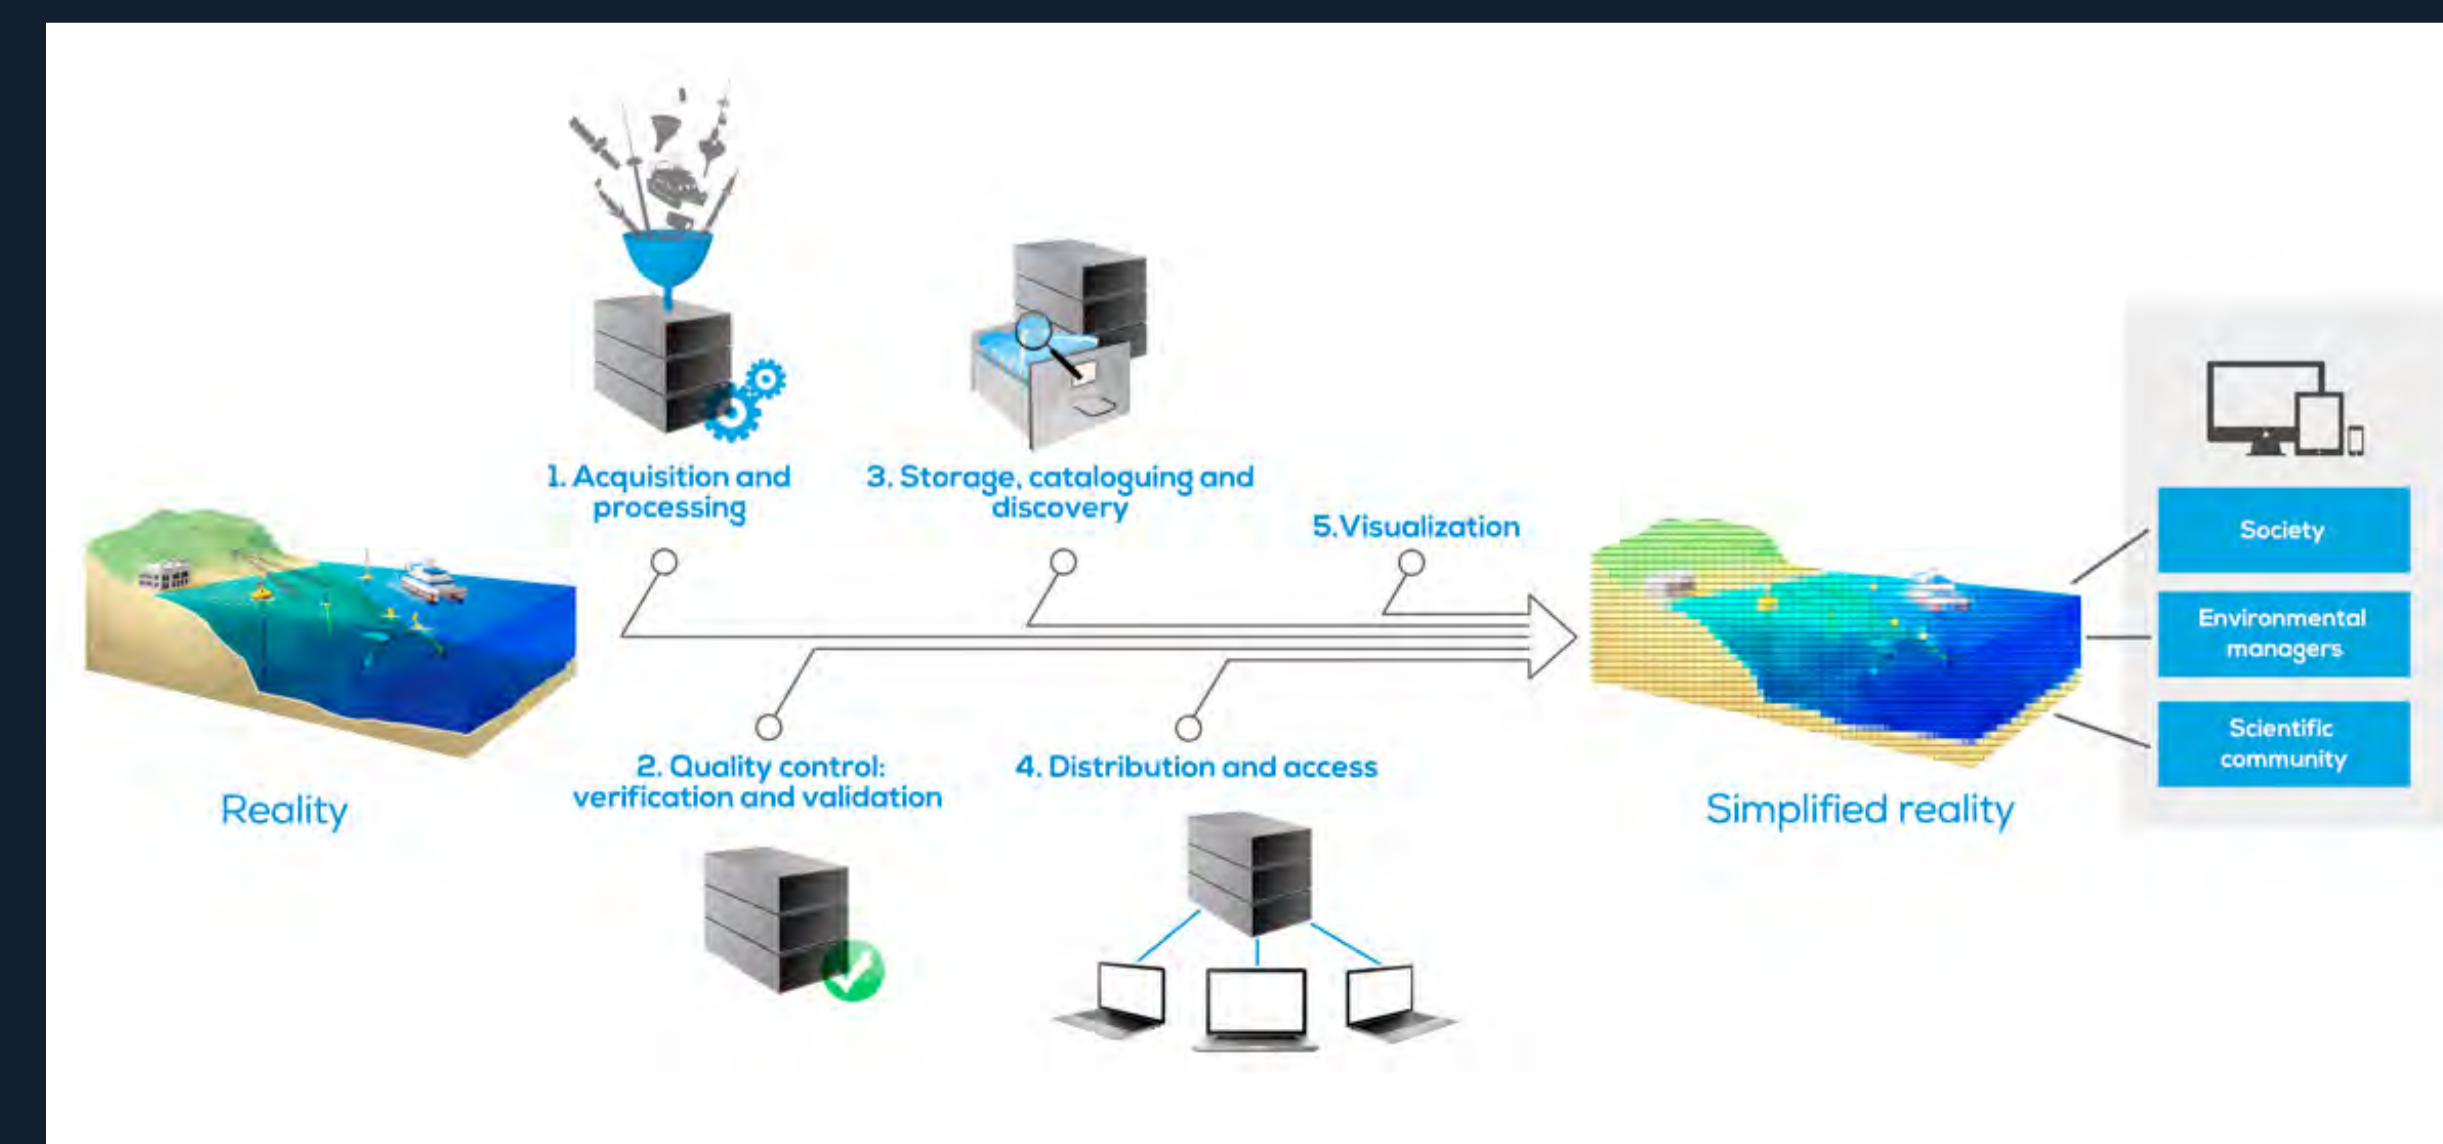 1. Acquisition and
processing
3. Storage, cataloguing and
discovery
5.Visualization
2. Quality control:
verification and validation
4. Distribution and access
Reality
Simplified reality
Society
Environmental
managers
Scientific
community